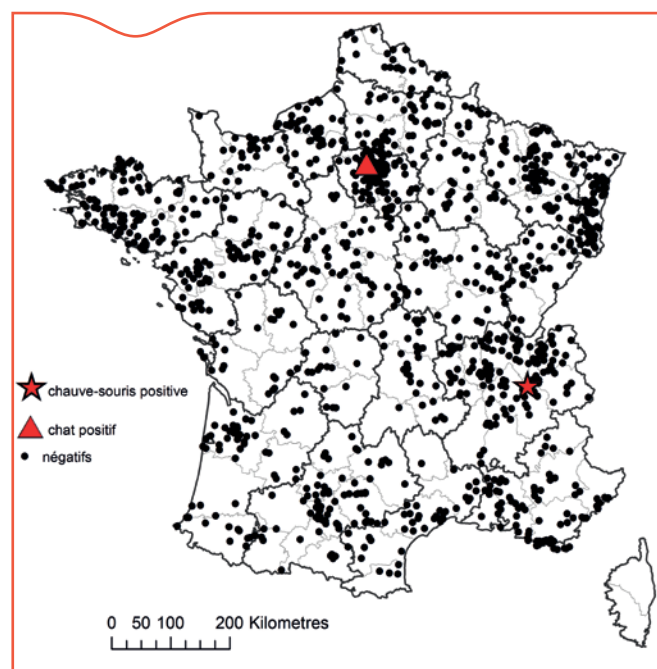 chauve-souris positive
chat positif
négatifs
0 50 100 200 Kilometres